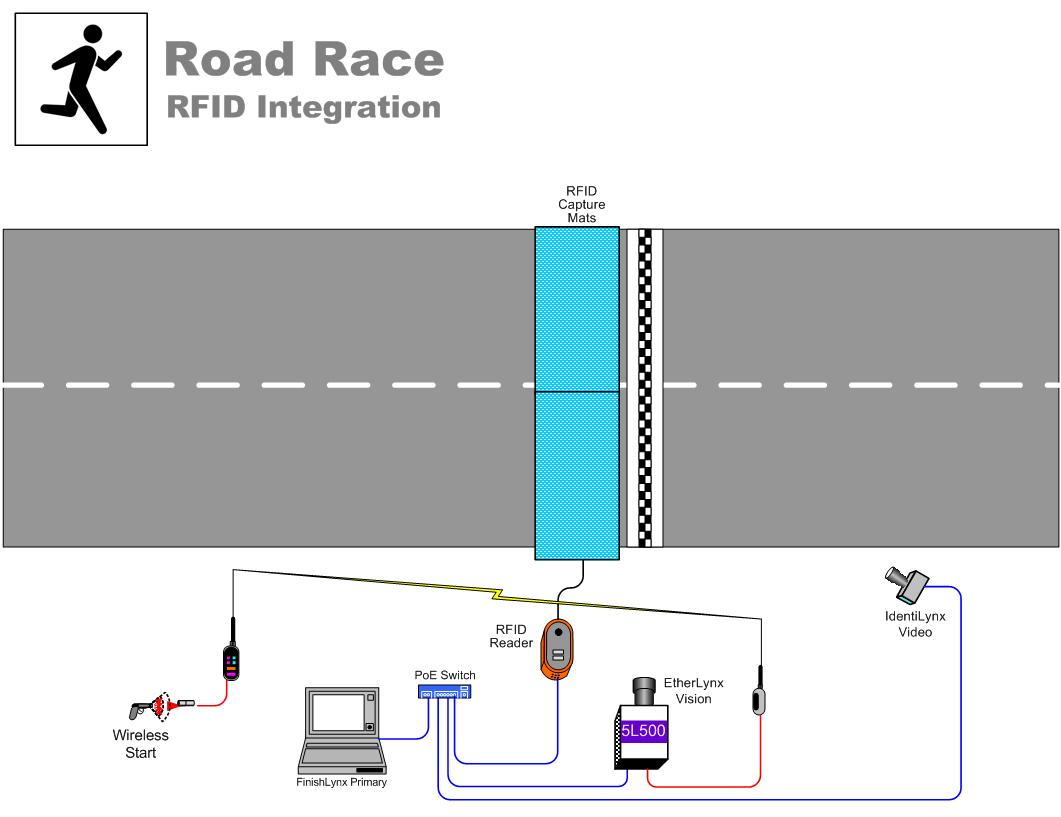 Road Race
RFID Integration
RFID
Capture
Mats
IdentiLynx
Video
RFID
Reader
PoE Switch
EtherLynx
Vision
5L500
Wireless
Start
FinishLynx Primary